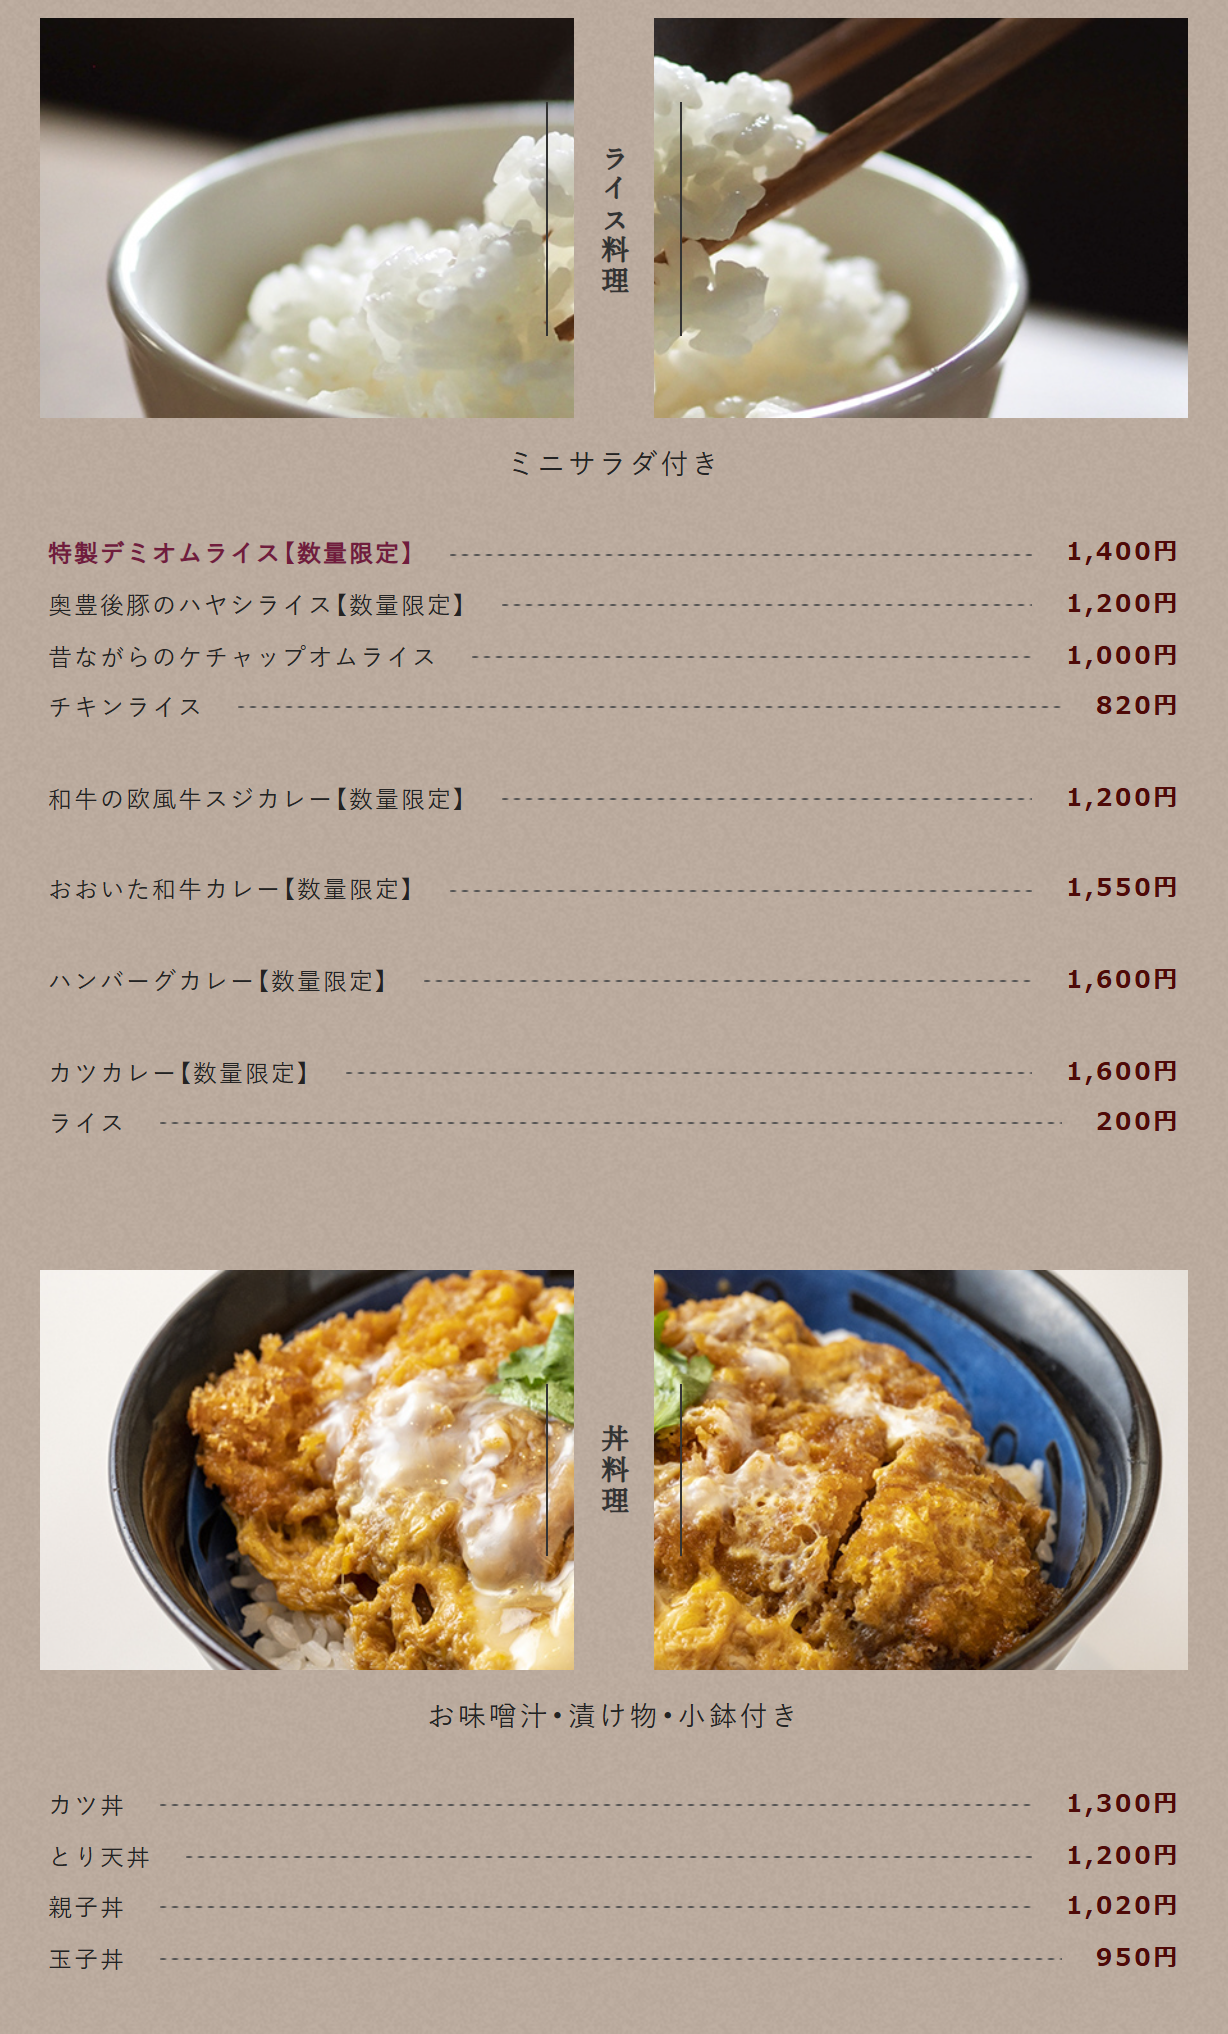 ライス料理
ミニサラダ付き
特製デミオムライス【数量限定】 1,400円
奥豊後豚のハヤシライス【数量限定】 1,200円
昔ながらのケチャップオムライス 1,000円
チキンライス 820円
和牛の欧風牛スジカレー【数量限定】 1,200円
おおいた和牛カレー【数量限定】 1,550円
ハンバーグカレー【数量限定】 1,600円
カツカレー【数量限定】 1,600円
ライス 200円
丼料理
お味噌汁・漬け物・小鉢付き
カツ丼 1,300円
とり天丼 1,200円
親子丼 1,020円
玉子丼 950円